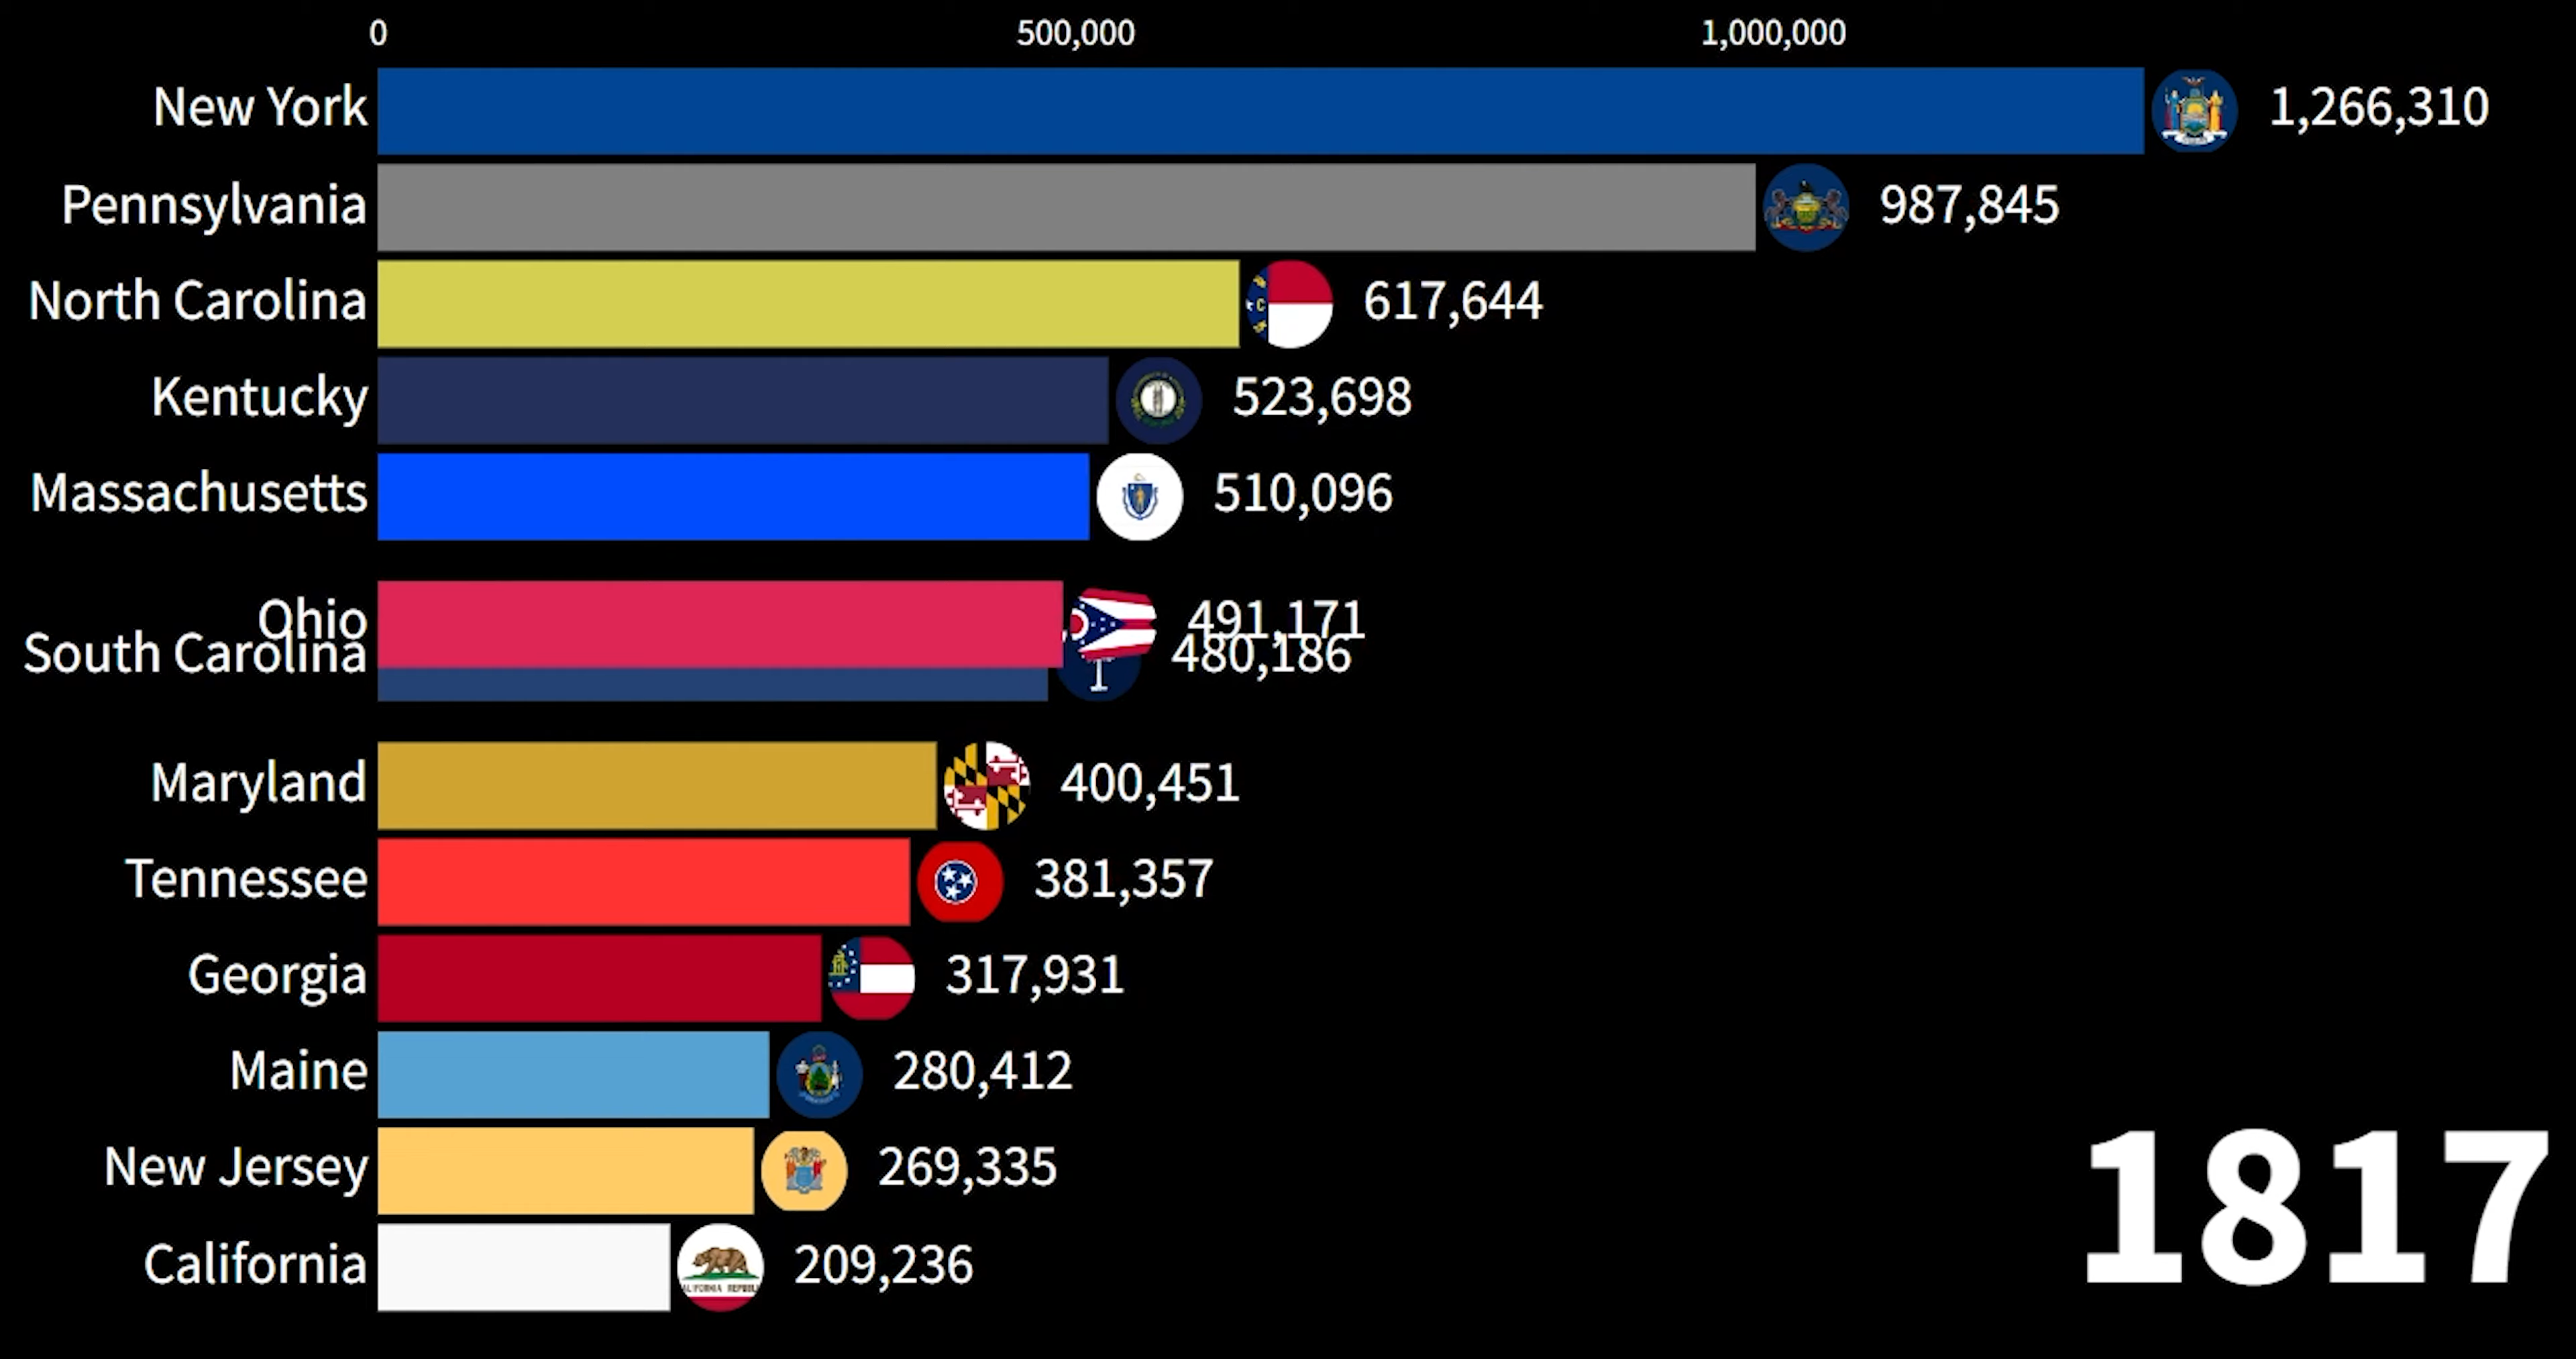 0 500,000 1,000,000
New York 1,266,310
Pennsylvania 987,845
North Carolina 617,644
Kentucky 523,698
Massachusetts 510,096
Ohio 491,171
South Carolina 480,186
Maryland 400,451
Tennessee 381,357
Georgia 317,931
Maine 280,412
New Jersey 269,335
California 209,236
1817